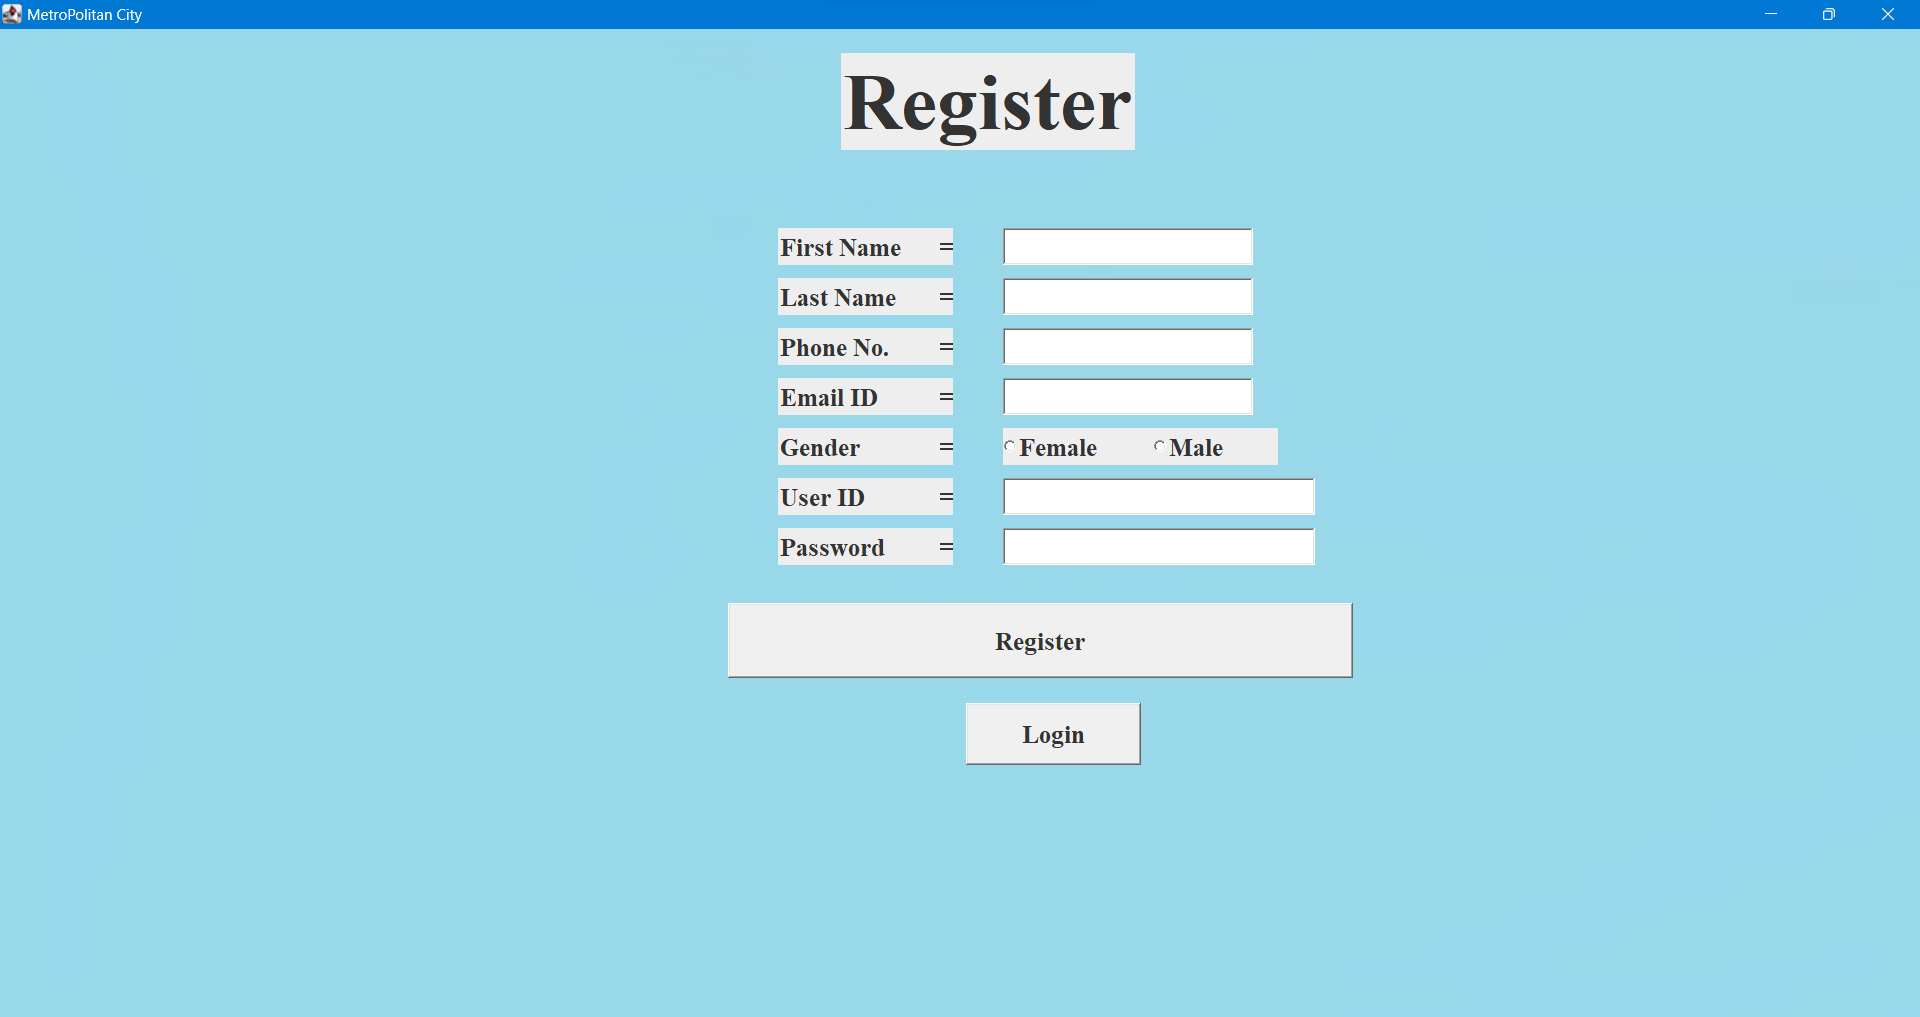 MetroPolitan City
Register
First Name =
Last Name =
Phone No. =
Email ID =
Gender = Female Male
User ID =
Password =
Register
Login